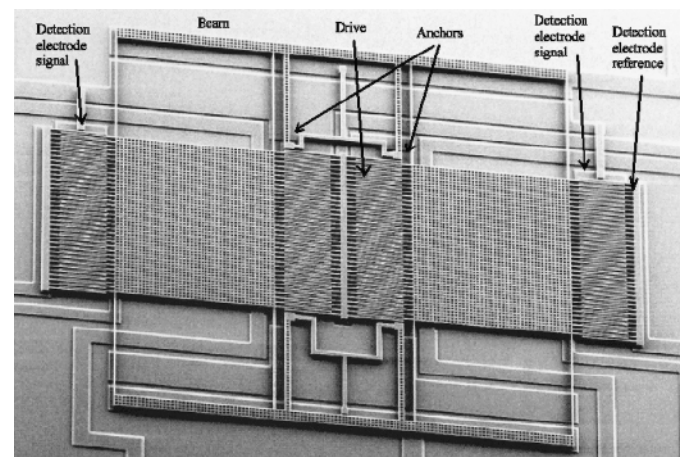 Detection
electrode
signal
Beam
Drive
Anchors
Detection
electrode
signal
Detection
electrode
reference